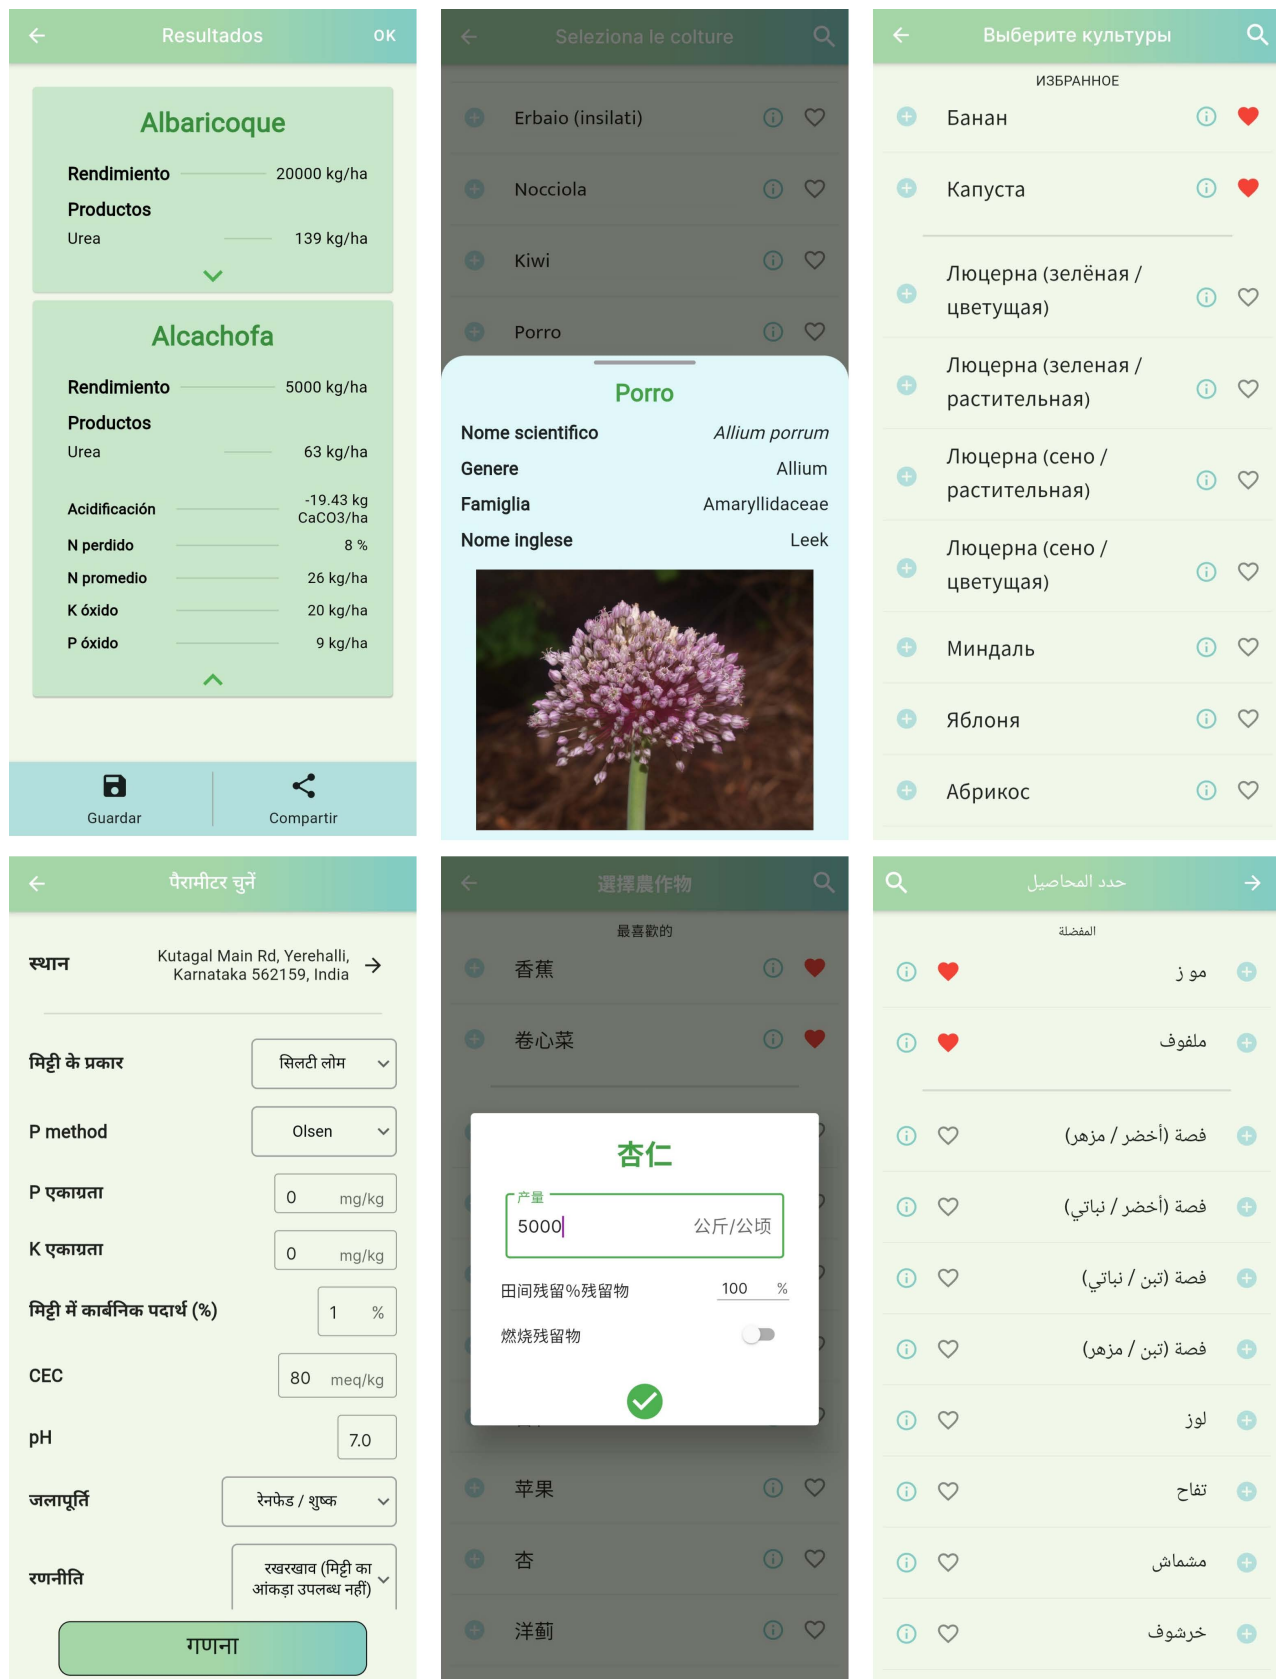 Resultados
OK
Albaricoque
Rendimiento 20000 kg/ha
Productos
Urea 139 kg/ha
Alcachofa
Rendimiento 5000 kg/ha
Productos
Urea 63 kg/ha
Acidificación -19.43 kg
CaCO3/ha
N perdido 8 %
N promedio 26 kg/ha
K óxido 20 kg/ha
P óxido 9 kg/ha
Guardar
Compartir
Seleziona le colture
Erbaio (insilati)
Nocciola
Kiwi
Porro
Porro
Nome scientifico Allium porrum
Genere Allium
Famiglia Amaryllidaceae
Nome inglese Leek
Выберите культуры
ИЗБРАННОЕ
Банан
Капуста
Люцерна (зелёная /
цветущая)
Люцерна (зеленая /
растительная)
Люцерна (сено /
растительная)
Люцерна (сено /
цветущая)
Миндаль
Яблоня
Абрикос
पैरामीटर चुनें
स्थान Kutagal Main Rd, Yerehalli,
Karnataka 562159, India
मिट्टी के प्रकार सिलटी लोम
P method Olsen
P एकाग्रता 0 mg/kg
K एकाग्रता 0 mg/kg
मिट्टी में कार्बनिक पदार्थ (%) 1 %
CEC 80 meq/kg
pH 7.0
जलापूर्ति रेनफेड / शुष्क
रणनीति रखरखाव (मिट्टी का
आंकड़ा उपलब्ध नहीं)
गणना
選擇農作物
最喜歡的
香蕉
卷心菜
杏仁
产量
5000 公斤/公顷
田间残留%残留物 100 %
燃烧残留物
苹果
杏
洋蓟
حدد المحاصيل
المفضلة
مو ز
ملفوف
فصة (أخضر / مزهر)
فصة (أخضر / نباتي)
فصة (تبن / نباتي)
فصة (تبن / مزهر)
لوز
تفاح
مشماش
خرشوف